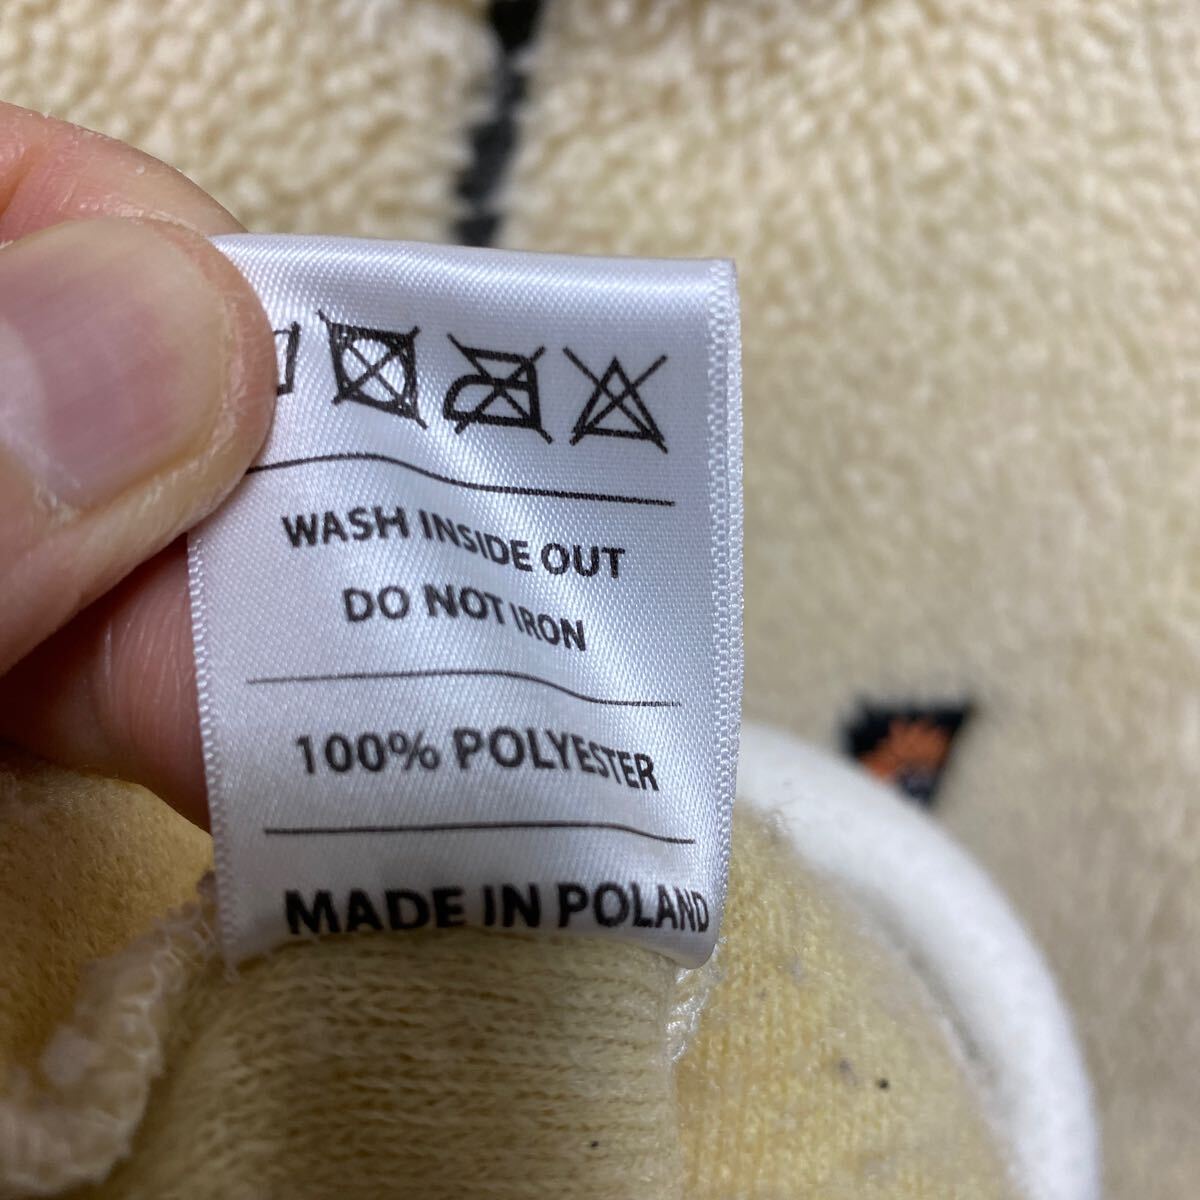 WASH INSIDE OUT
DO NOT IRON
100% POLYESTER
MADE IN POLAND